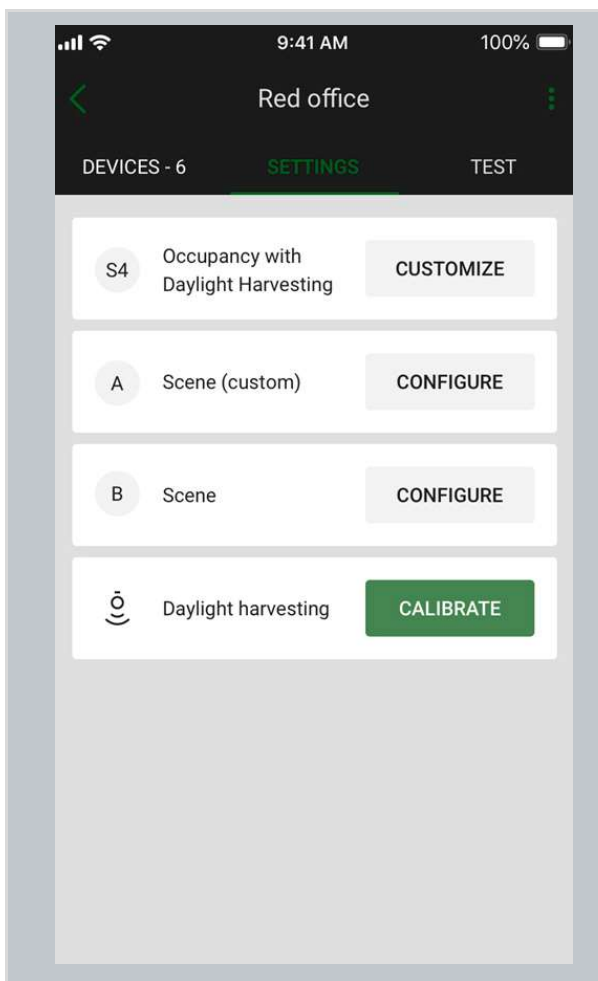 9:41 AM
100%
Red office
DEVICES - 6
SETTINGS
TEST
S4
Occupancy with
Daylight Harvesting
CUSTOMIZE
A
Scene (custom)
CONFIGURE
B
Scene
CONFIGURE
Daylight harvesting
CALIBRATE